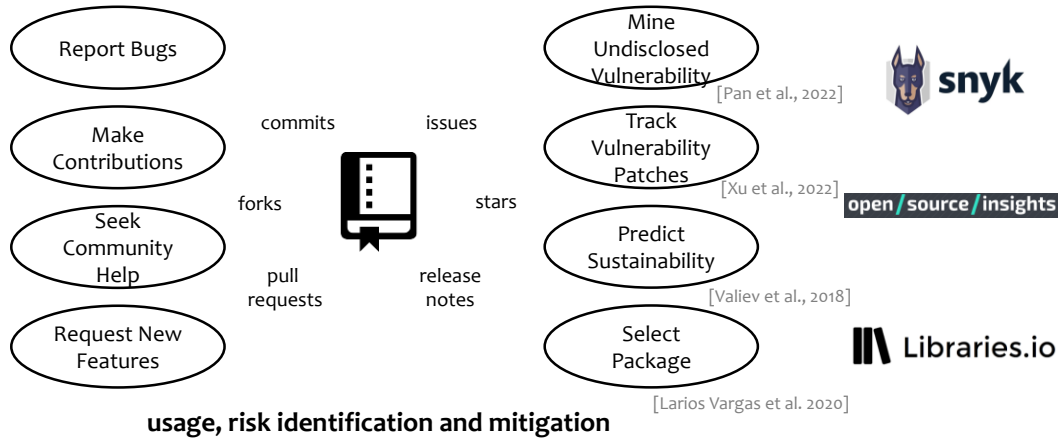 Report Bugs
Make
Contributions
Seek
Community
Help
Request New
Features
commits
issues
forks
stars
pull
requests
release
notes
Mine
Undisclosed
Vulnerability
[Pan et al., 2022]
Track
Vulnerability
Patches
[Xu et al., 2022]
Predict
Sustainability
[Valiev et al., 2018]
Select
Package
[Larios Vargas et al. 2020]
snyk
open/source/insights
Libraries.io
usage, risk identification and mitigation